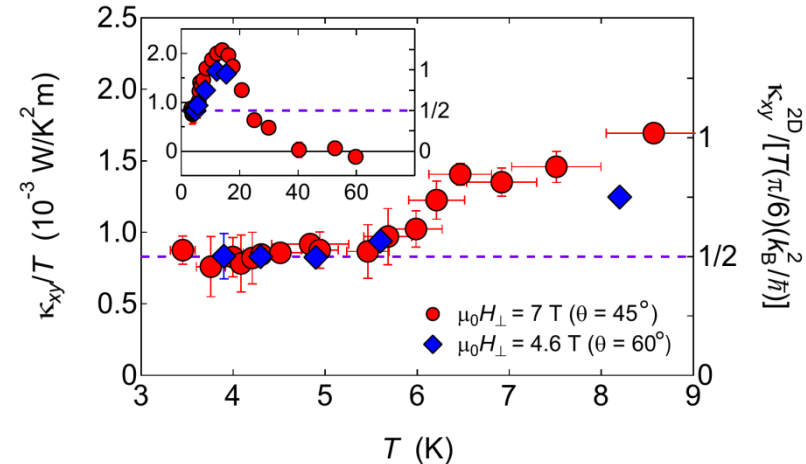 2.5
2.0
1.5
1.0
0.5
0
3 4 5 6 7 8 9
T (K)
κxy/T (10⁻³ W/K²m)
2.0
1.0
0
0 20 40 60
1
1/2
0
1
1/2
0
κxy²ᴰ/[T(π/6)(kB²/ħ)]
μ₀H⊥ = 7 T (θ = 45°)
μ₀H⊥ = 4.6 T (θ = 60°)